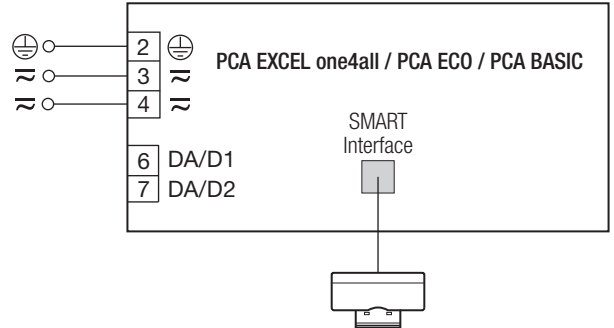 PCA EXCEL one4all / PCA ECO / PCA BASIC
2
3
4
SMART
Interface
6 DA/D1
7 DA/D2